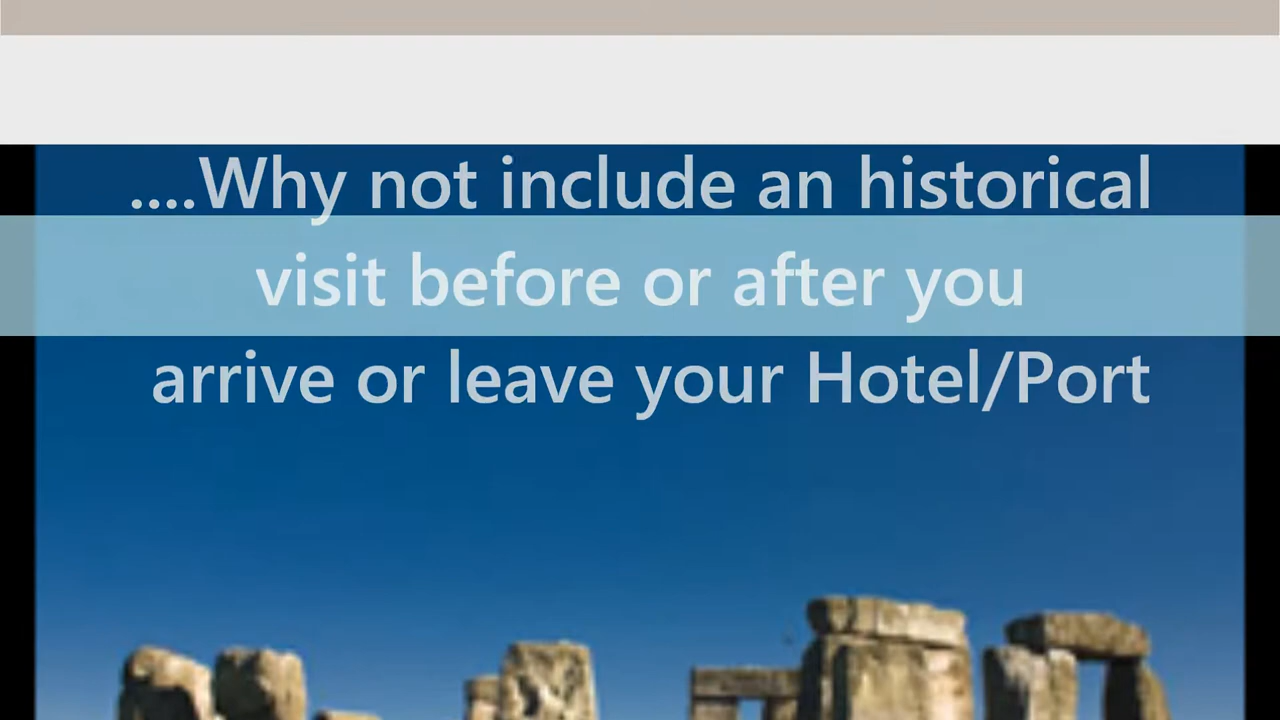 ....Why not include an historical
visit before or after you
arrive or leave your Hotel/Port